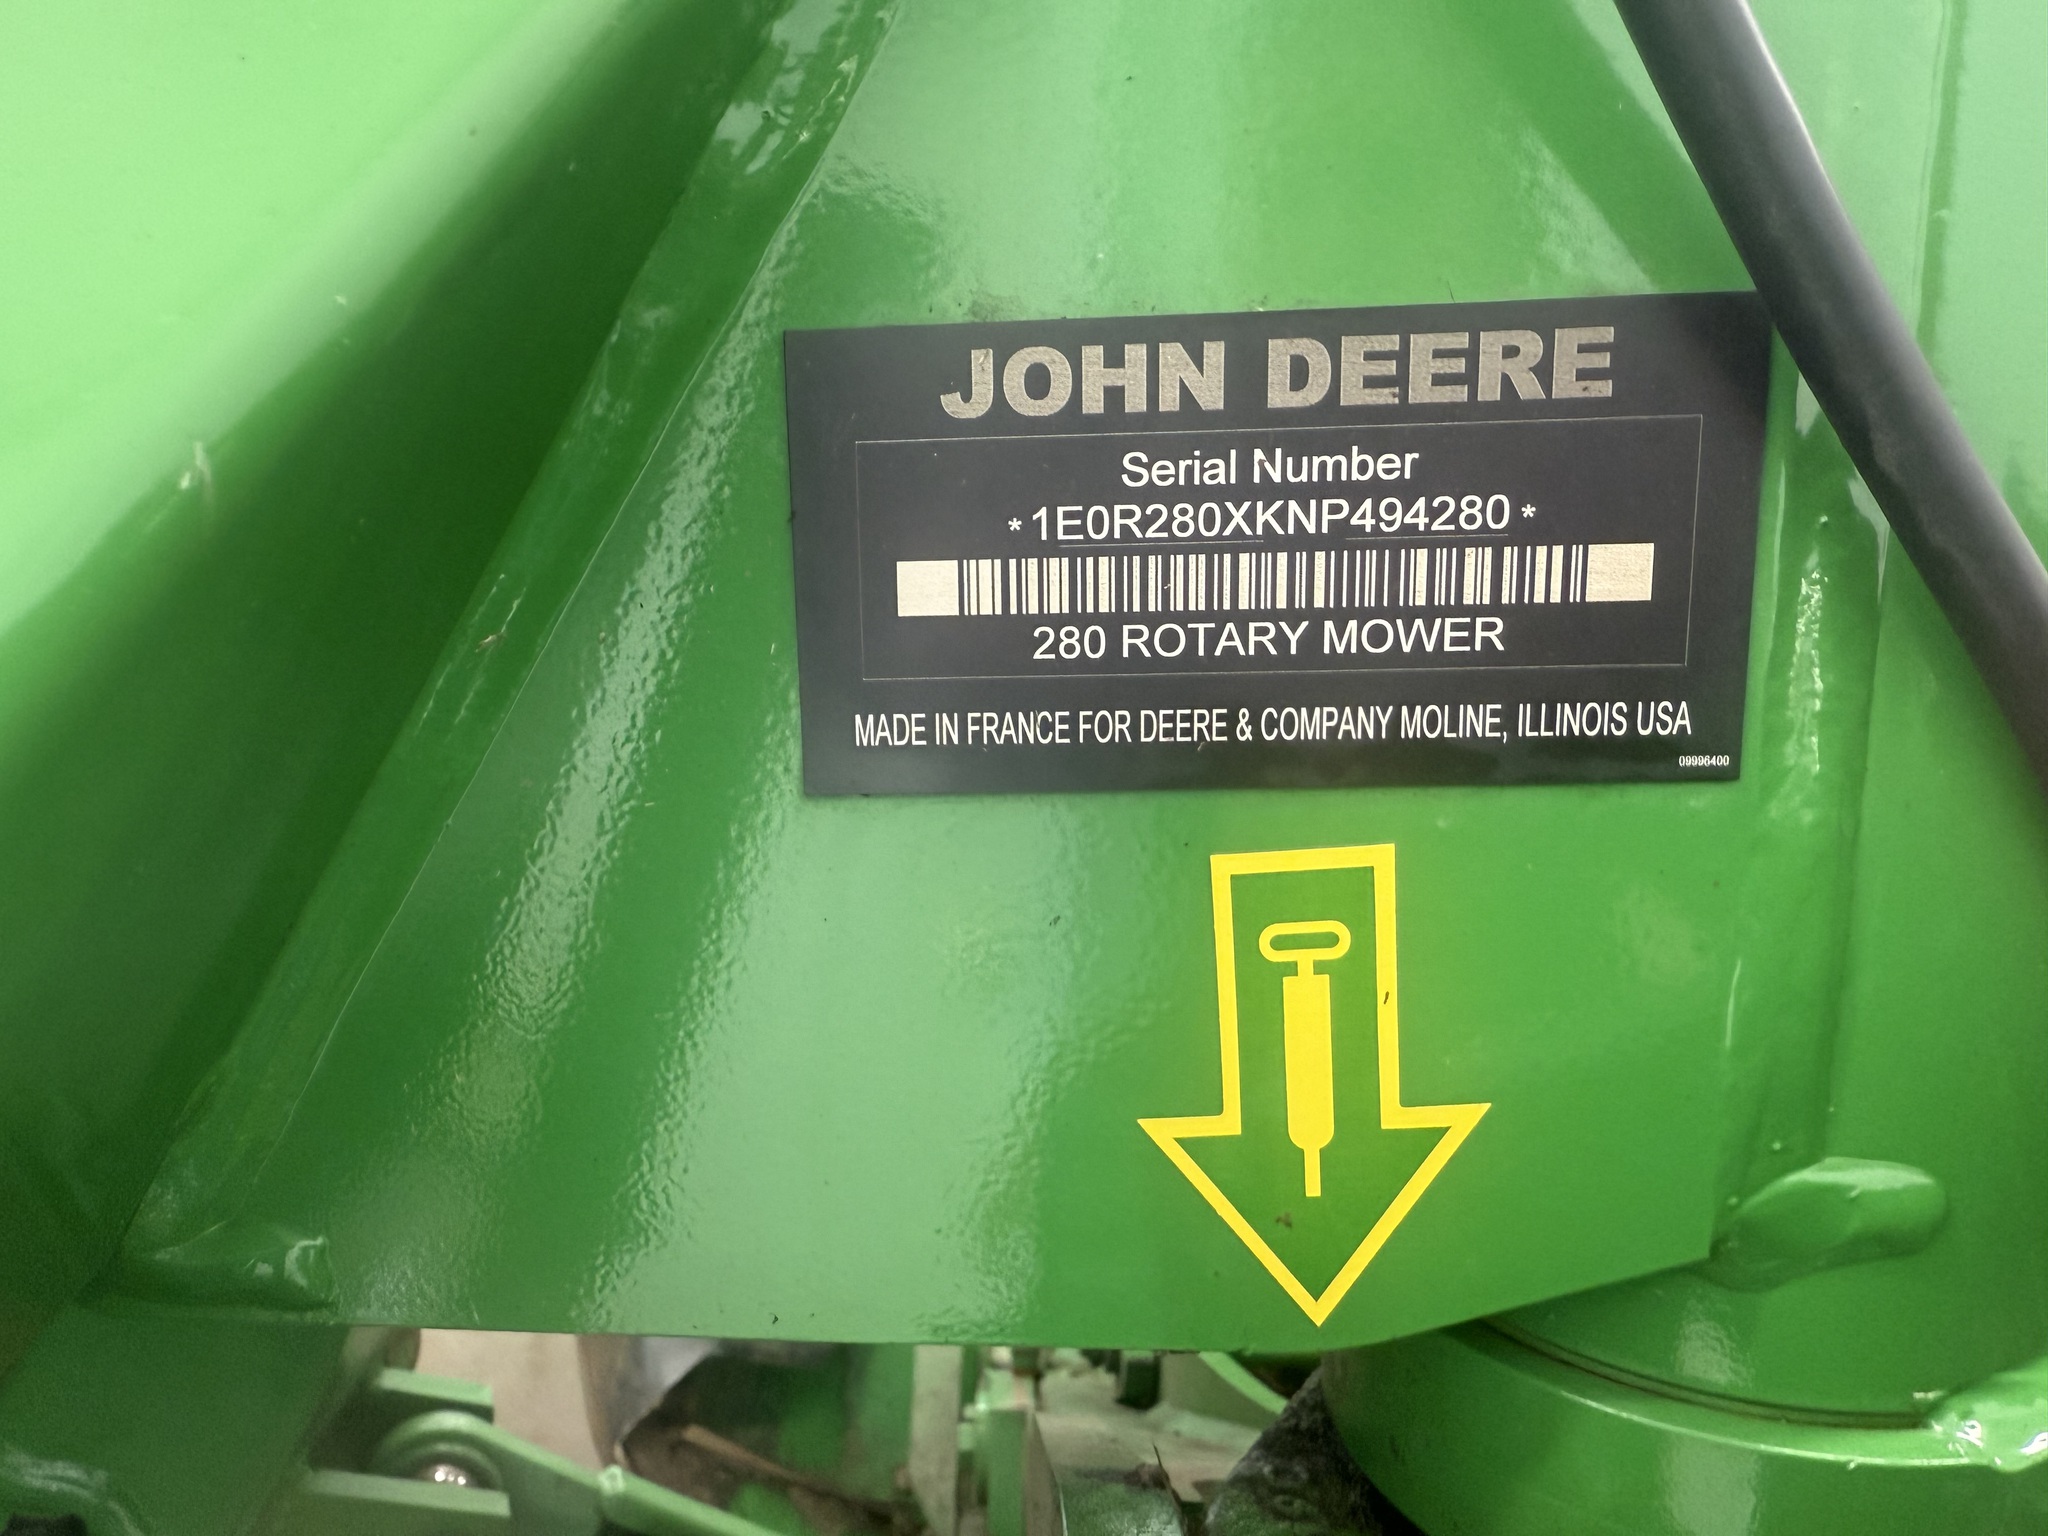 JOHN DEERE
Serial Number
*1E0R280XKNP494280*
280 ROTARY MOWER
MADE IN FRANCE FOR DEERE & COMPANY MOLINE, ILLINOIS USA
09996400